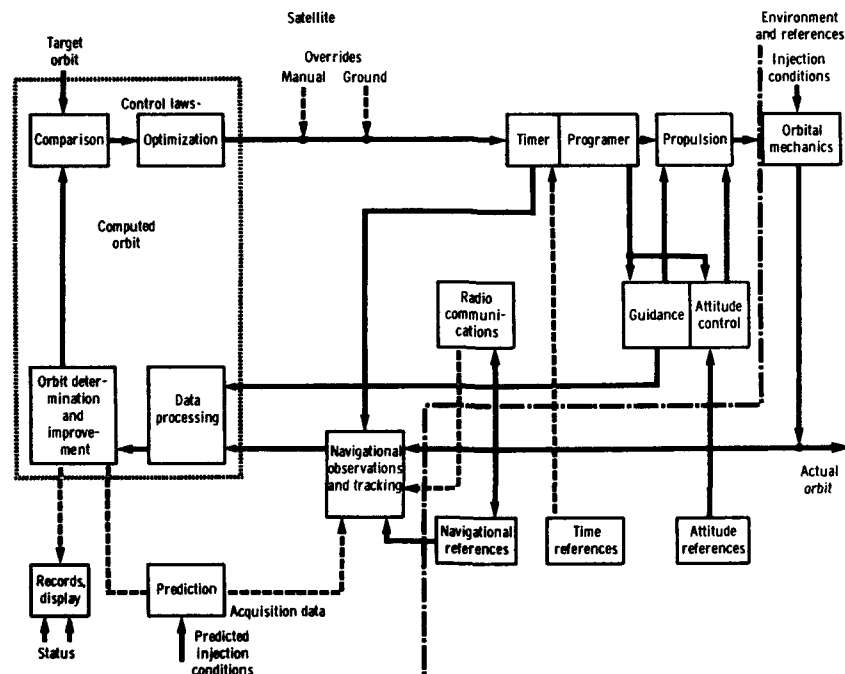 Satellite
Environment
and references
Target
orbit
Overrides
Manual
Ground
Injection
conditions
Control laws-
Comparison
Optimization
Timer
Programer
Propulsion
Orbital
mechanics
Computed
orbit
Radio
communi-
cations
Guidance
Attitude
control
Orbit deter-
mination
and
improve-
ment
Data
processing
Navigational
observations
and tracking
Actual
orbit
Navigational
references
Time
references
Attitude
references
Records,
display
Prediction
Acquisition data
Status
Predicted
injection
conditions